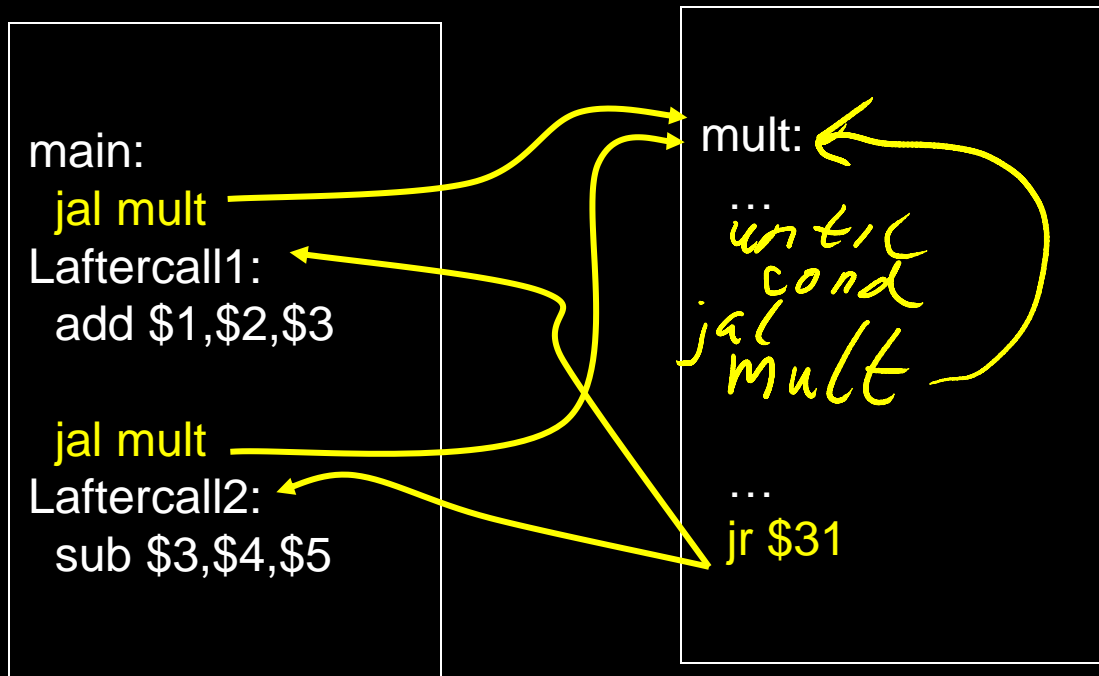 main:
jal mult
Laftercall1:
add $1,$2,$3
jal mult
Laftercall2:
sub $3,$4,$5
mult:
...
until
cond
jal
mult
...
jr $31